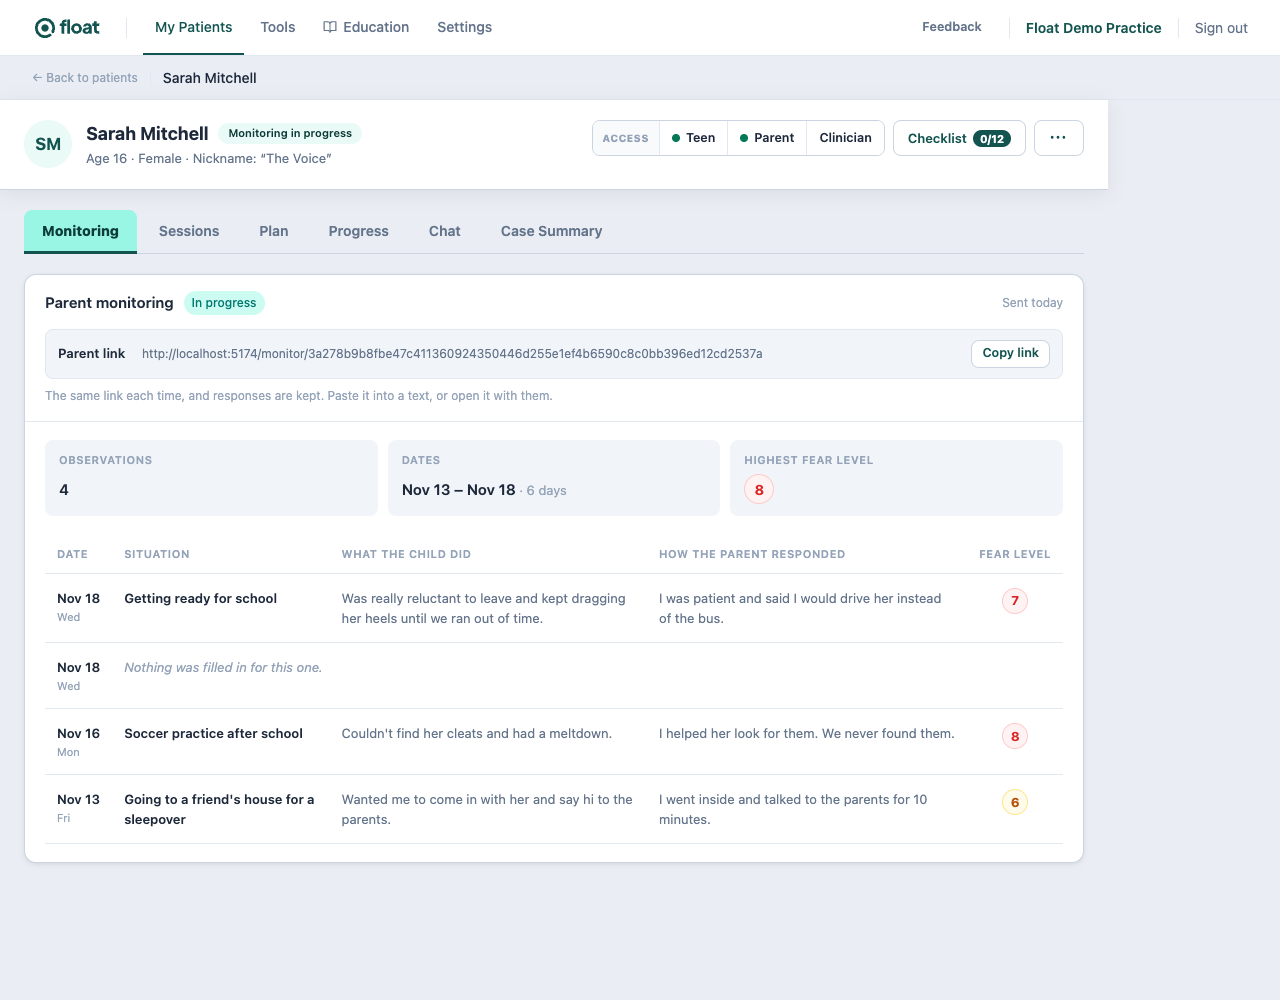 float
My Patients
Tools
Education
Settings
Feedback
Float Demo Practice
Sign out
← Back to patients
Sarah Mitchell
SM
Sarah Mitchell
Monitoring in progress
Age 16 · Female · Nickname: “The Voice”
ACCESS
Teen
Parent
Clinician
Checklist 0/12
···
Monitoring
Sessions
Plan
Progress
Chat
Case Summary
Parent monitoring
In progress
Sent today
Parent link
http://localhost:5174/monitor/3a278b9b8fbe47c411360924350446d255e1ef4b6590c8c0bb396ed12cd2537a
Copy link
The same link each time, and responses are kept. Paste it into a text, or open it with them.
OBSERVATIONS
4
DATES
Nov 13 – Nov 18 · 6 days
HIGHEST FEAR LEVEL
8
DATE
SITUATION
WHAT THE CHILD DID
HOW THE PARENT RESPONDED
FEAR LEVEL
Nov 18
Wed
Getting ready for school
Was really reluctant to leave and kept dragging
her heels until we ran out of time.
I was patient and said I would drive her instead
of the bus.
7
Nov 18
Wed
Nothing was filled in for this one.
Nov 16
Mon
Soccer practice after school
Couldn't find her cleats and had a meltdown.
I helped her look for them. We never found them.
8
Nov 13
Fri
Going to a friend's house for a
sleepover
Wanted me to come in with her and say hi to the
parents.
I went inside and talked to the parents for 10
minutes.
6